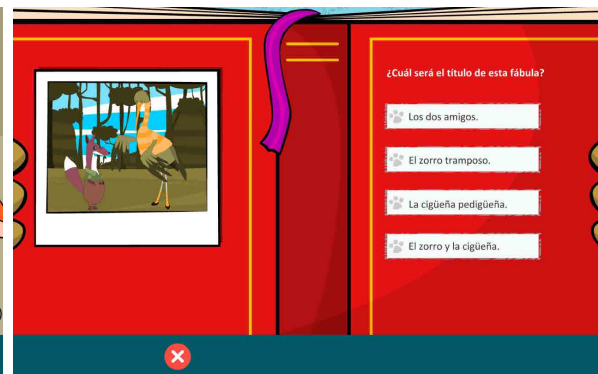 ¿Cuál será el título de esta fábula?
Los dos amigos.
El zorro tramposo.
La cigüeña pedigüeña.
El zorro y la cigüeña.